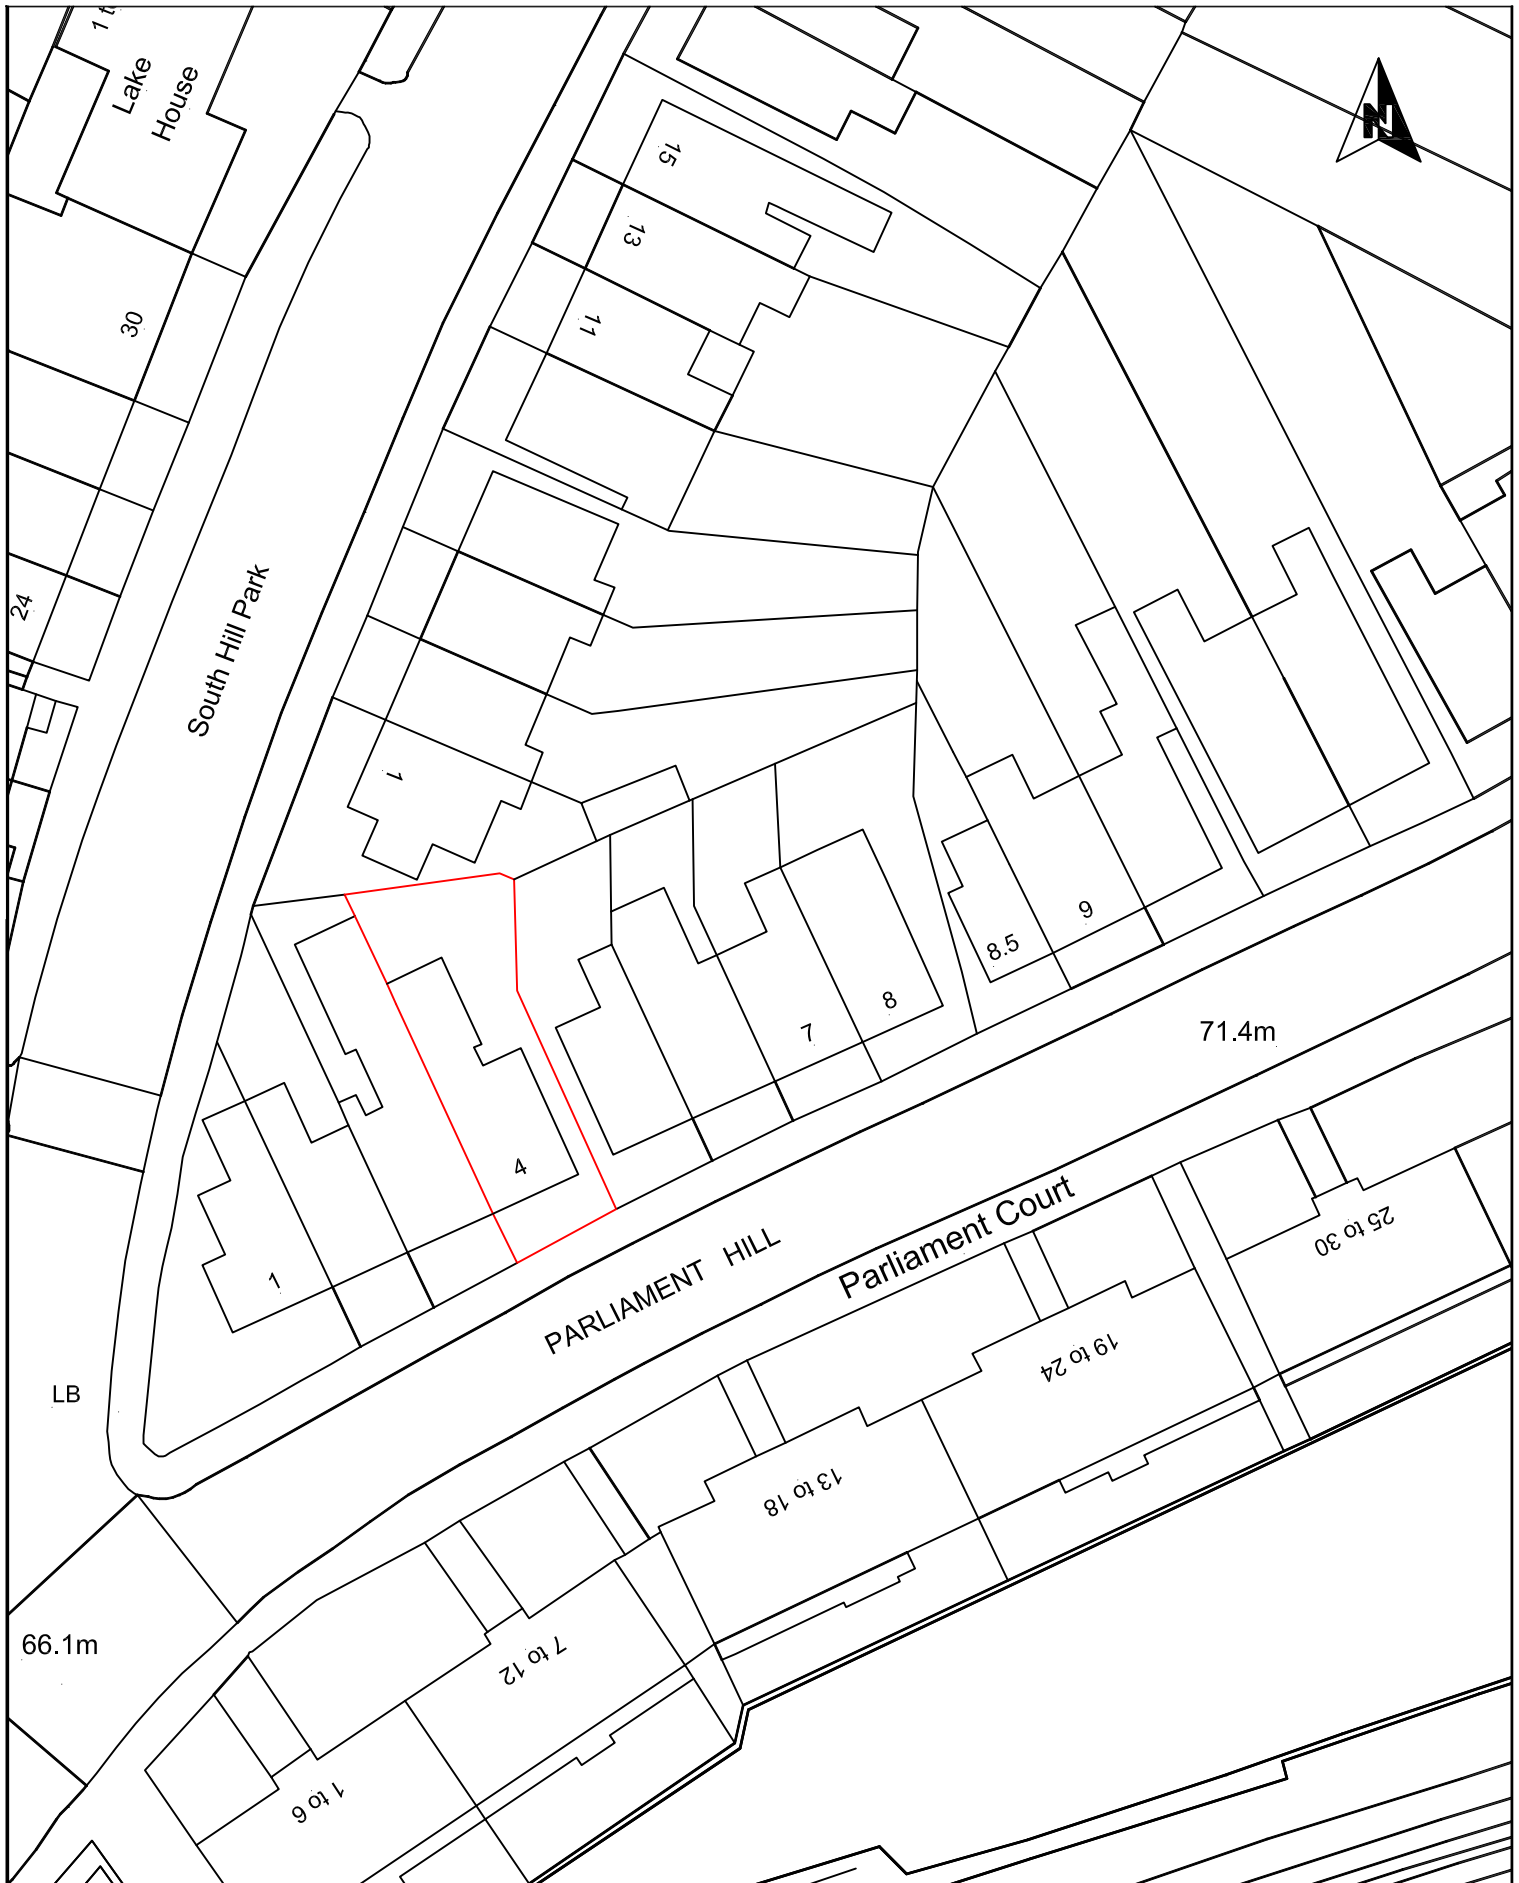 Lake
House
N
15
13
11
30
24
South Hill Park
1
9
8.5
8
7
71.4m
4
1
Parliament Court
PARLIAMENT HILL
25 to 30
19 to 24
LB
13 to 18
66.1m
7 to 12
1 to 6